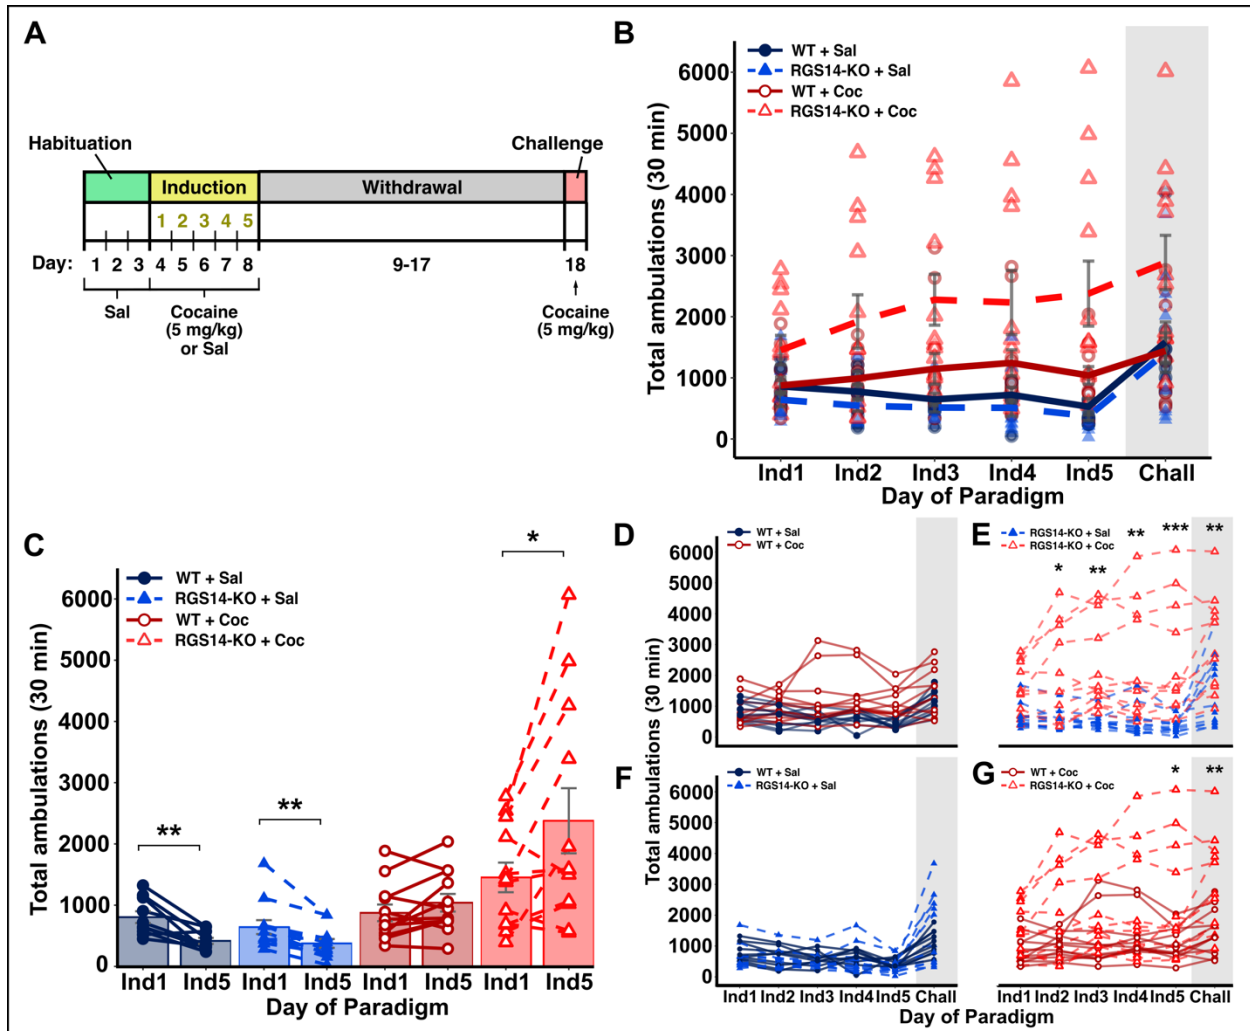 A
Habituation
Challenge
Induction
Withdrawal
1 2 3 4 5
Day: 1 2 3 4 5 6 7 8 9-17 18
Sal
Cocaine
(5 mg/kg)
or Sal
Cocaine
(5 mg/kg)
B
WT + Sal
RGS14-KO + Sal
WT + Coc
RGS14-KO + Coc
Total ambulations (30 min)
6000
5000
4000
3000
2000
1000
0
Ind1 Ind2 Ind3 Ind4 Ind5 Chall
Day of Paradigm
C
WT + Sal
RGS14-KO + Sal
WT + Coc
RGS14-KO + Coc
Total ambulations (30 min)
6000
5000
4000
3000
2000
1000
0
** ** *
Ind1 Ind5 Ind1 Ind5 Ind1 Ind5 Ind1 Ind5
Day of Paradigm
D
WT + Sal
WT + Coc
6000
5000
4000
3000
2000
1000
0
E
RGS14-KO + Sal
RGS14-KO + Coc
* ** ** *** **
Total ambulations (30 min)
F
WT + Sal
RGS14-KO + Sal
6000
5000
4000
3000
2000
1000
0
Ind1 Ind2 Ind3 Ind4 Ind5 Chall
G
WT + Coc
RGS14-KO + Coc
* **
Ind1 Ind2 Ind3 Ind4 Ind5 Chall
Day of Paradigm